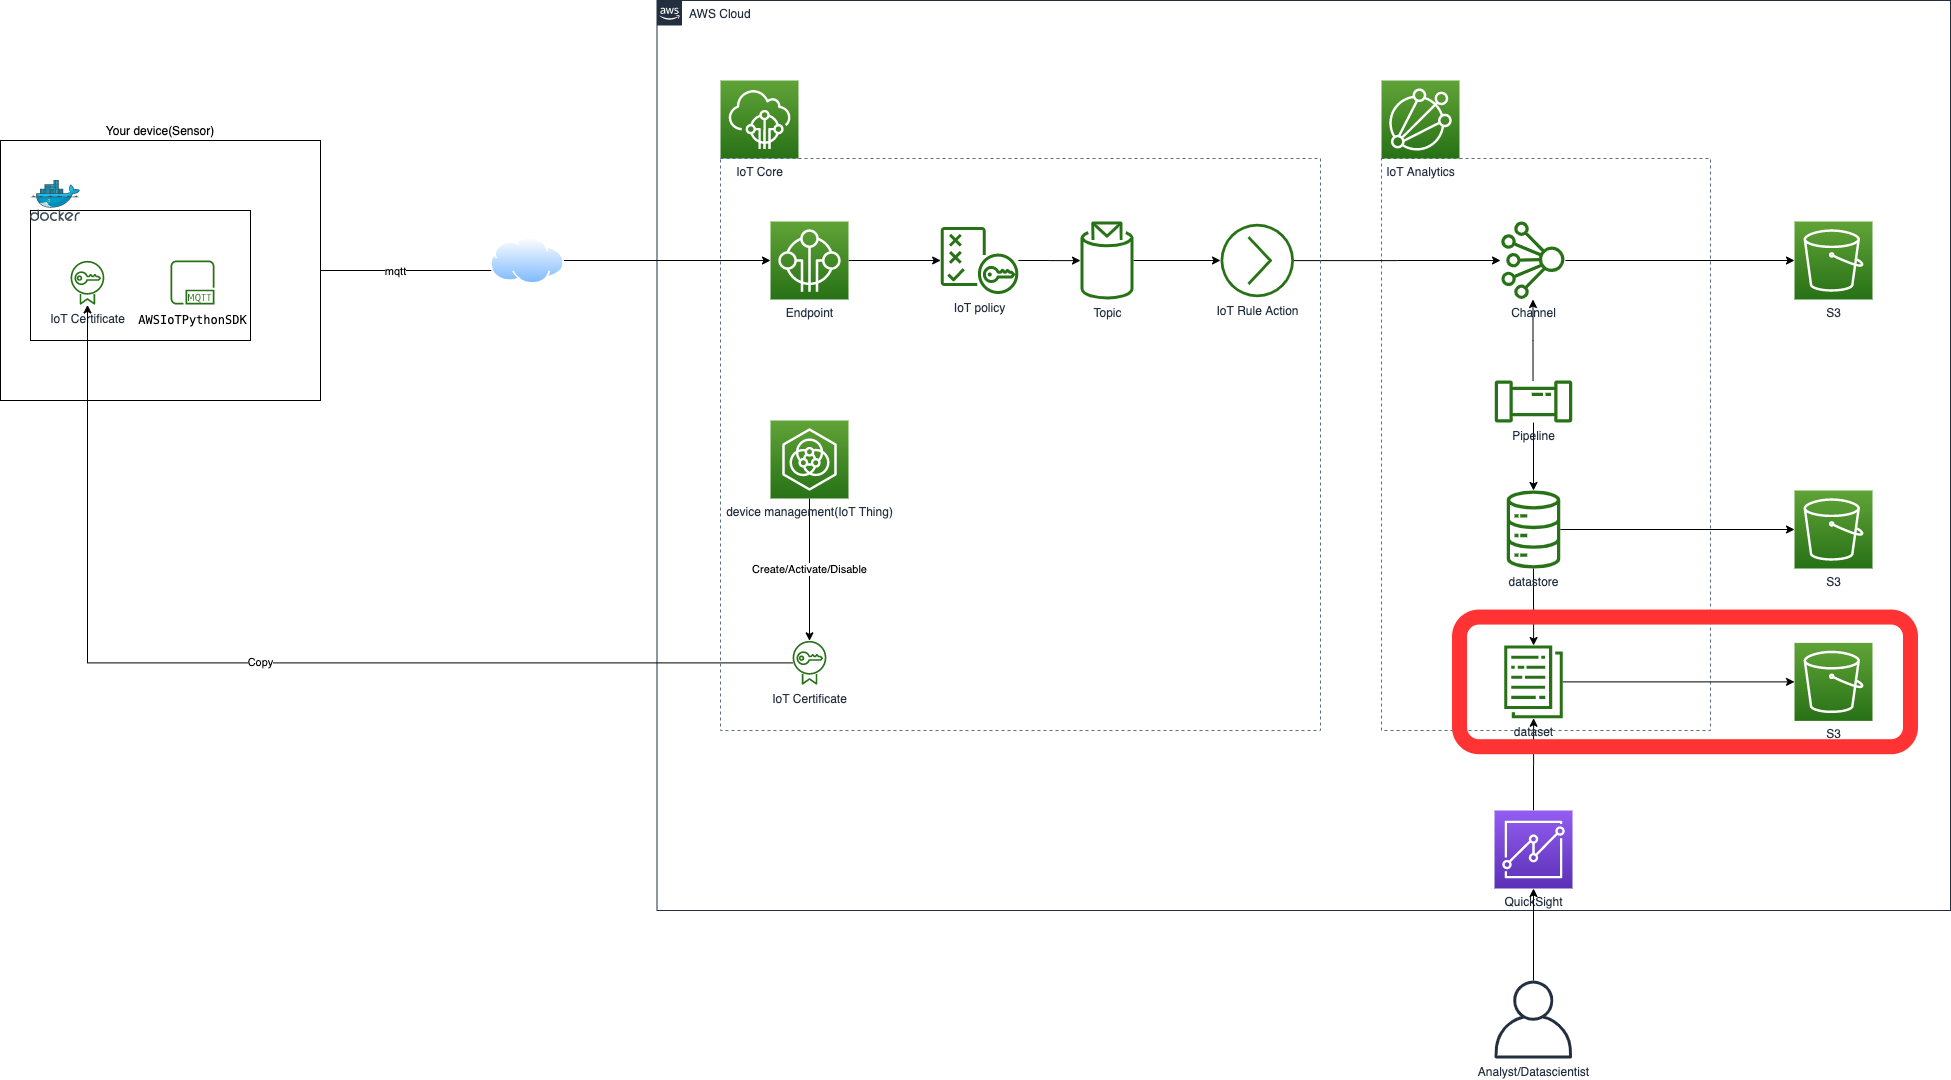 aws
AWS Cloud
Your device(Sensor)
docker
IoT Certificate
MQTT
AWSIoTPythonSDK
mqtt
IoT Core
Endpoint
IoT policy
Topic
IoT Rule Action
IoT Analytics
Channel
S3
Pipeline
device management(IoT Thing)
Create/Activate/Disable
datastore
S3
Copy
IoT Certificate
dataset
S3
QuickSight
Analyst/Datascientist